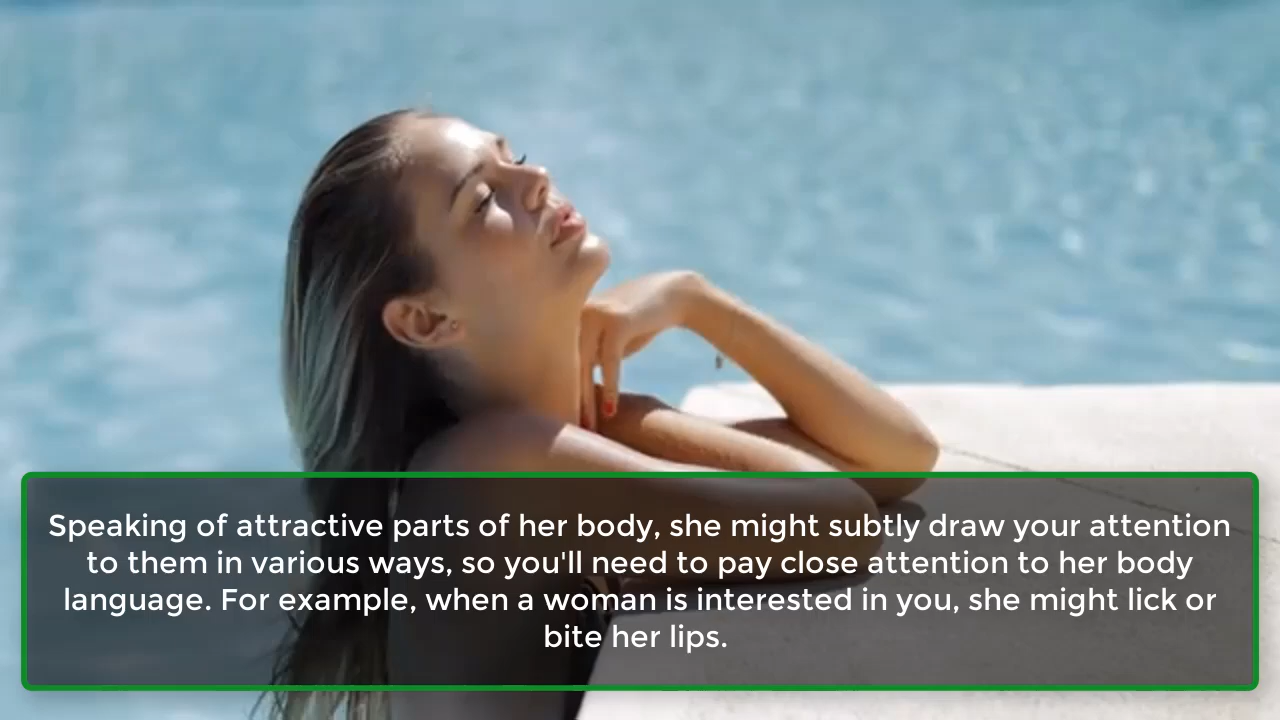 Speaking of attractive parts of her body, she might subtly draw your attention
to them in various ways, so you'll need to pay close attention to her body
language. For example, when a woman is interested in you, she might lick or
bite her lips.